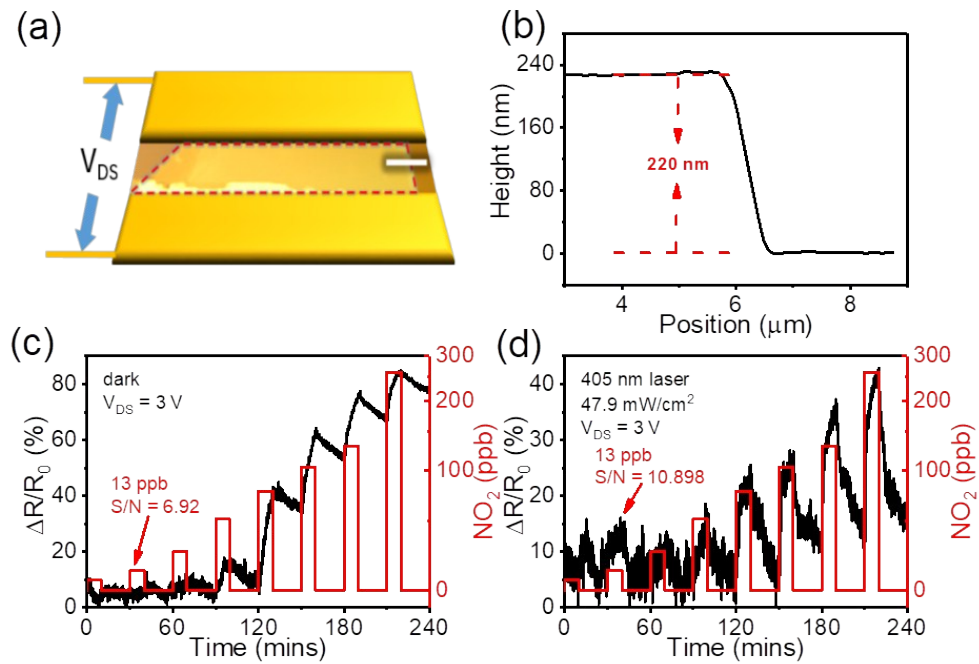 (a)
V_DS
(b)
240
160
80
0
Height (nm)
220 nm
4
6
8
Position (μm)
(c)
80
60
40
20
0
ΔR/R₀ (%)
dark
V_DS = 3 V
13 ppb
S/N = 6.92
300
200
100
0
NO₂ (ppb)
0
60
120
180
240
Time (mins)
(d)
40
30
20
10
0
ΔR/R₀ (%)
405 nm laser
47.9 mW/cm²
V_DS = 3 V
13 ppb
S/N = 10.898
300
200
100
0
NO₂ (ppb)
0
60
120
180
240
Time (mins)